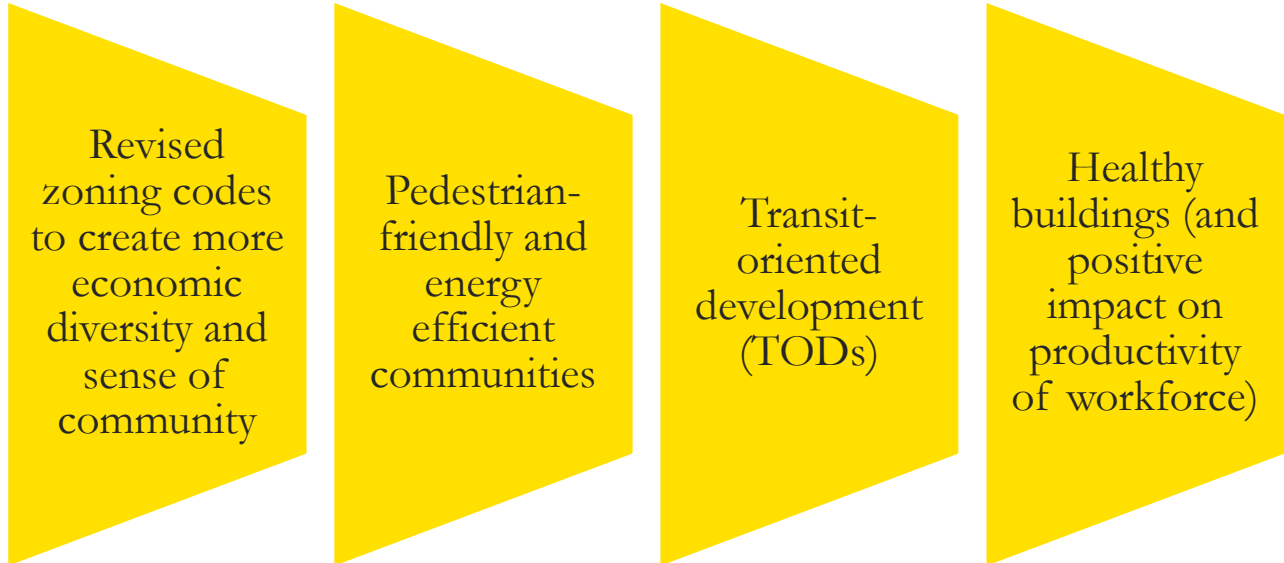 Revised
zoning codes
to create more
economic
diversity and
sense of
community
Pedestrian-
friendly and
energy
efficient
communities
Transit-
oriented
development
(TODs)
Healthy
buildings (and
positive
impact on
productivity
of workforce)